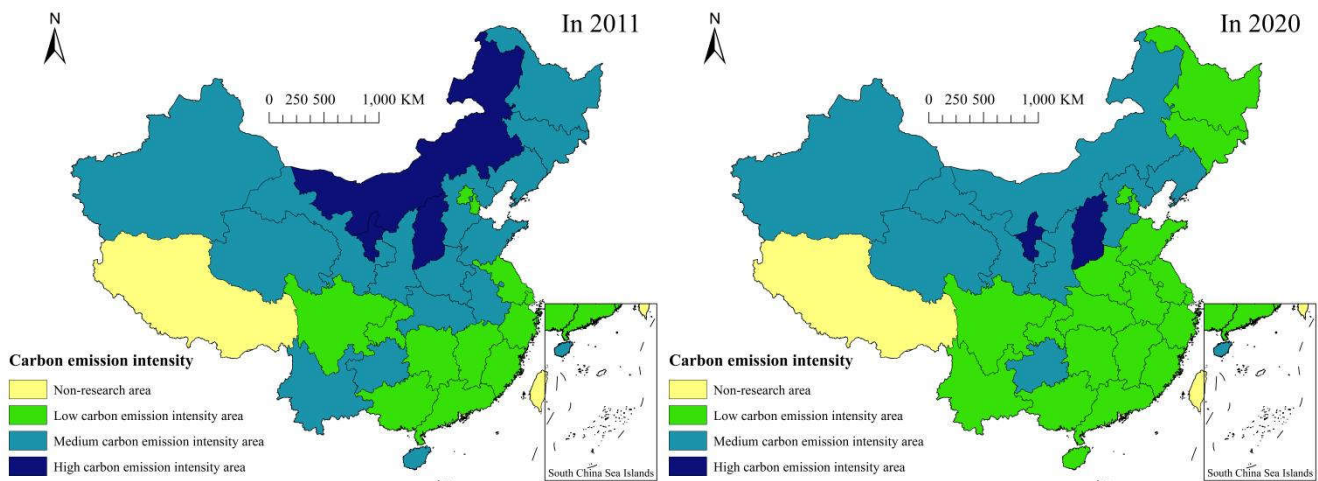 N
In 2011
0 250 500 1,000 KM
Carbon emission intensity
Non-research area
Low carbon emission intensity area
Medium carbon emission intensity area
High carbon emission intensity area
South China Sea Islands
N
In 2020
0 250 500 1,000 KM
Carbon emission intensity
Non-research area
Low carbon emission intensity area
Medium carbon emission intensity area
High carbon emission intensity area
South China Sea Islands